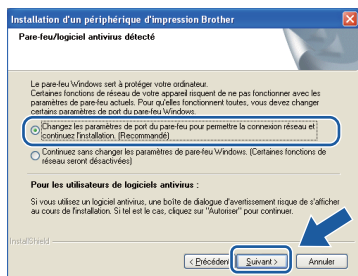 Installation d'un périphérique d'impression Brother
Pare-feu/logiciel antivirus détecté
Le pare-feu Windows sert à protéger votre ordinateur.
Certaines fonctions de réseau de votre appareil risquent de ne pas fonctionner avec les
paramètres de pare-feu actuels. Pour qu'elles fonctionnent toutes, vous devez changer
certains paramètres de port du pare-feu Windows.
Changez les paramètres de port du pare-feu pour permettre la connexion réseau et
continuez l'installation. (Recommandé)
Continuez sans changer les paramètres de pare-feu Windows. (Certaines fonctions de
réseau seront désactivées)
Pour les utilisateurs de logiciels antivirus :
Si vous utilisez un logiciel antivirus, une boîte de dialogue d'avertissement risque de s'afficher
au cours de l'installation. Si tel est le cas, cliquez sur "Autoriser" pour continuer.
InstallShield
< Précédent Suivant > Annuler